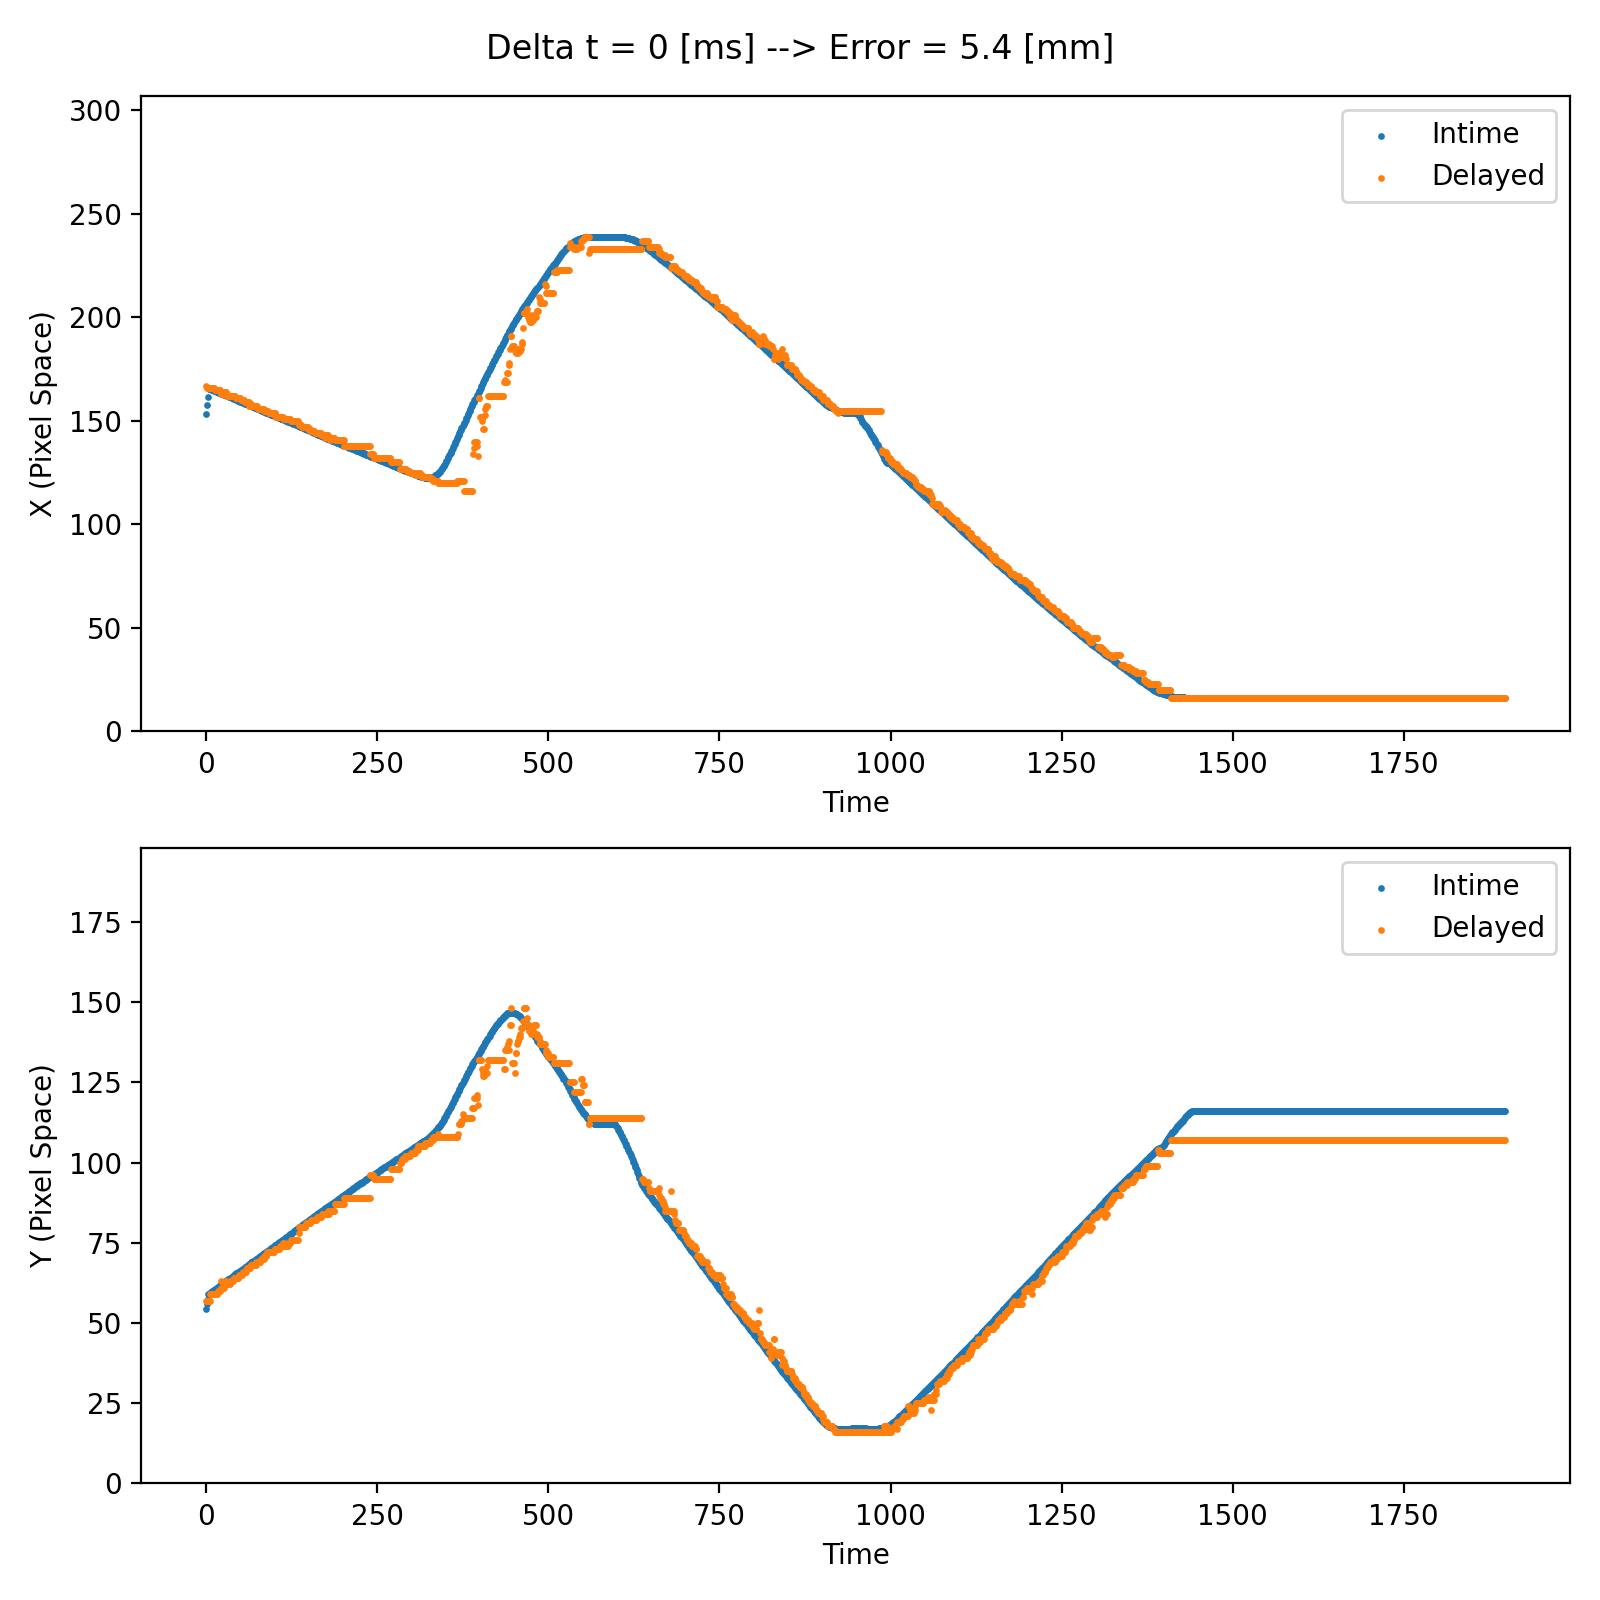 Delta t = 0 [ms] --> Error = 5.4 [mm]
300
250
200
150
100
50
0
X (Pixel Space)
Intime
Delayed
0 250 500 750 1000 1250 1500 1750
Time
175
150
125
100
75
50
25
0
Y (Pixel Space)
Intime
Delayed
0 250 500 750 1000 1250 1500 1750
Time